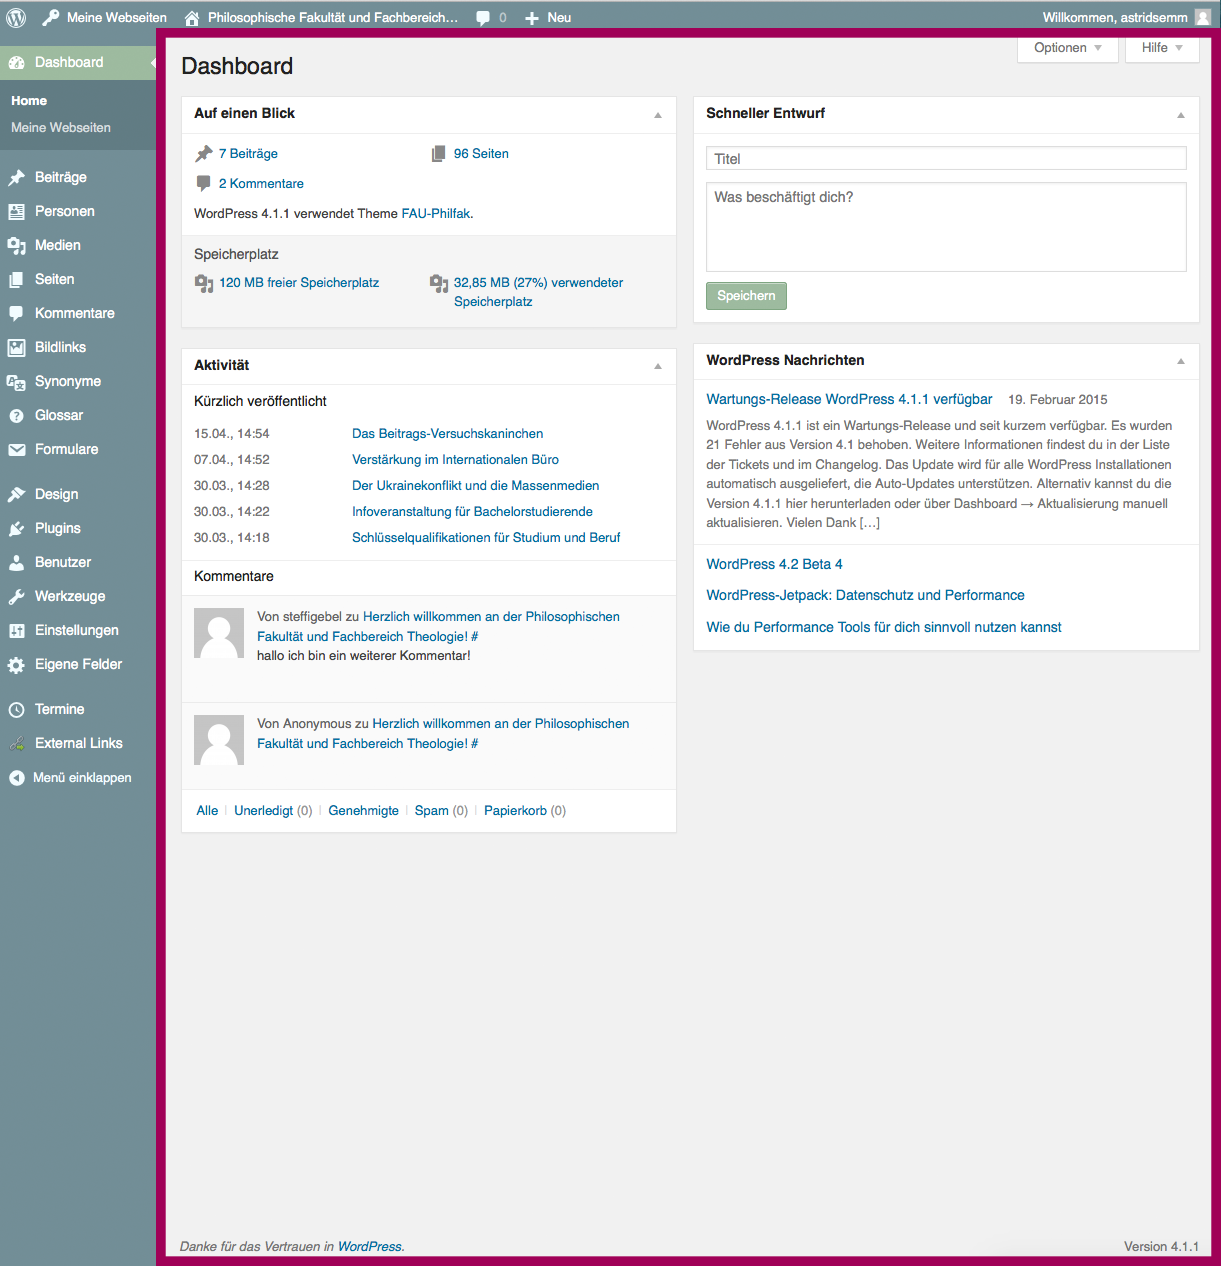 Meine Webseiten
Philosophische Fakultät und Fachbereich…
0
Neu
Willkommen, astridsemm
Dashboard
Home
Meine Webseiten
Beiträge
Personen
Medien
Seiten
Kommentare
Bildlinks
Synonyme
Glossar
Formulare
Design
Plugins
Benutzer
Werkzeuge
Einstellungen
Eigene Felder
Termine
External Links
Menü einklappen
Optionen
Hilfe
Dashboard
Auf einen Blick
7 Beiträge
96 Seiten
2 Kommentare
WordPress 4.1.1 verwendet Theme FAU-Philfak.
Speicherplatz
120 MB freier Speicherplatz
32,85 MB (27%) verwendeter
Speicherplatz
Aktivität
Kürzlich veröffentlicht
15.04., 14:54 Das Beitrags-Versuchskaninchen
07.04., 14:52 Verstärkung im Internationalen Büro
30.03., 14:28 Der Ukrainekonflikt und die Massenmedien
30.03., 14:22 Infoveranstaltung für Bachelorstudierende
30.03., 14:18 Schlüsselqualifikationen für Studium und Beruf
Kommentare
Von steffigebel zu Herzlich willkommen an der Philosophischen
Fakultät und Fachbereich Theologie! #
hallo ich bin ein weiterer Kommentar!
Von Anonymous zu Herzlich willkommen an der Philosophischen
Fakultät und Fachbereich Theologie! #
Alle | Unerledigt (0) | Genehmigte | Spam (0) | Papierkorb (0)
Schneller Entwurf
Titel
Was beschäftigt dich?
Speichern
WordPress Nachrichten
Wartungs-Release WordPress 4.1.1 verfügbar 19. Februar 2015
WordPress 4.1.1 ist ein Wartungs-Release und seit kurzem verfügbar. Es wurden
21 Fehler aus Version 4.1 behoben. Weitere Informationen findest du in der Liste
der Tickets und im Changelog. Das Update wird für alle WordPress Installationen
automatisch ausgeliefert, die Auto-Updates unterstützen. Alternativ kannst du die
Version 4.1.1 hier herunterladen oder über Dashboard → Aktualisierung manuell
aktualisieren. Vielen Dank […]
WordPress 4.2 Beta 4
WordPress-Jetpack: Datenschutz und Performance
Wie du Performance Tools für dich sinnvoll nutzen kannst
Danke für das Vertrauen in WordPress.
Version 4.1.1